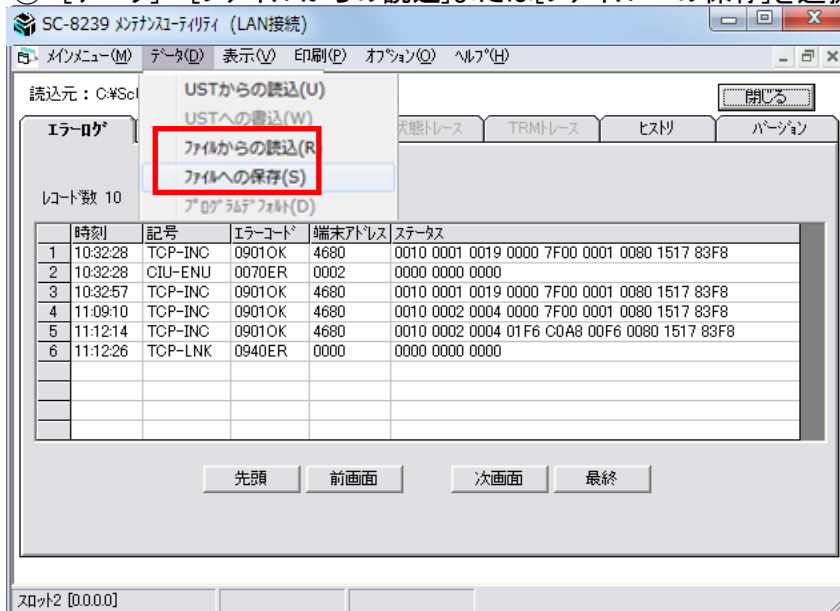 SC-8239 ﾒﾝﾃﾅﾝｽﾕｰﾃｨﾘﾃｨ (LAN接続)
ﾒｲﾝﾒﾆｭｰ(M) ﾃﾞｰﾀ(D) 表示(V) 印刷(P) ｵﾌﾟｼｮﾝ(O) ﾍﾙﾌﾟ(H)
読込元：C:¥Scl
閉じる
USTからの読込(U)
USTへの書込(W)
ﾌｧｲﾙからの読込(R
ﾌｧｲﾙへの保存(S)
ﾌﾟﾛｸﾞﾗﾑﾃﾞﾌｫﾙﾄ(D)
ｴﾗｰﾛｸﾞ 状態ﾄﾚｰｽ TRMﾄﾚｰｽ ﾋｽﾄﾘ ﾊﾞｰｼﾞｮﾝ
ﾚｺｰﾄﾞ数 10
時刻 記号 ｴﾗｰｺｰﾄﾞ 端末ｱﾄﾞﾚｽ ｽﾃｰﾀｽ
1 10:32:28 TCP-INC 0901OK 4680 0010 0001 0019 0000 7F00 0001 0080 1517 83F8
2 10:32:28 CIU-ENU 0070ER 0002 0000 0000 0000
3 10:32:57 TCP-INC 0901OK 4680 0010 0001 0019 0000 7F00 0001 0080 1517 83F8
4 11:09:10 TCP-INC 0901OK 4680 0010 0002 0004 0000 7F00 0001 0080 1517 83F8
5 11:12:14 TCP-INC 0901OK 4680 0010 0002 0004 01F6 C0A8 00F6 0080 1517 83F8
6 11:12:26 TCP-LNK 0940ER 0000 0000 0000 0000
先頭 前画面 次画面 最終
ｽﾛｯﾄ2 [0.0.0.0]